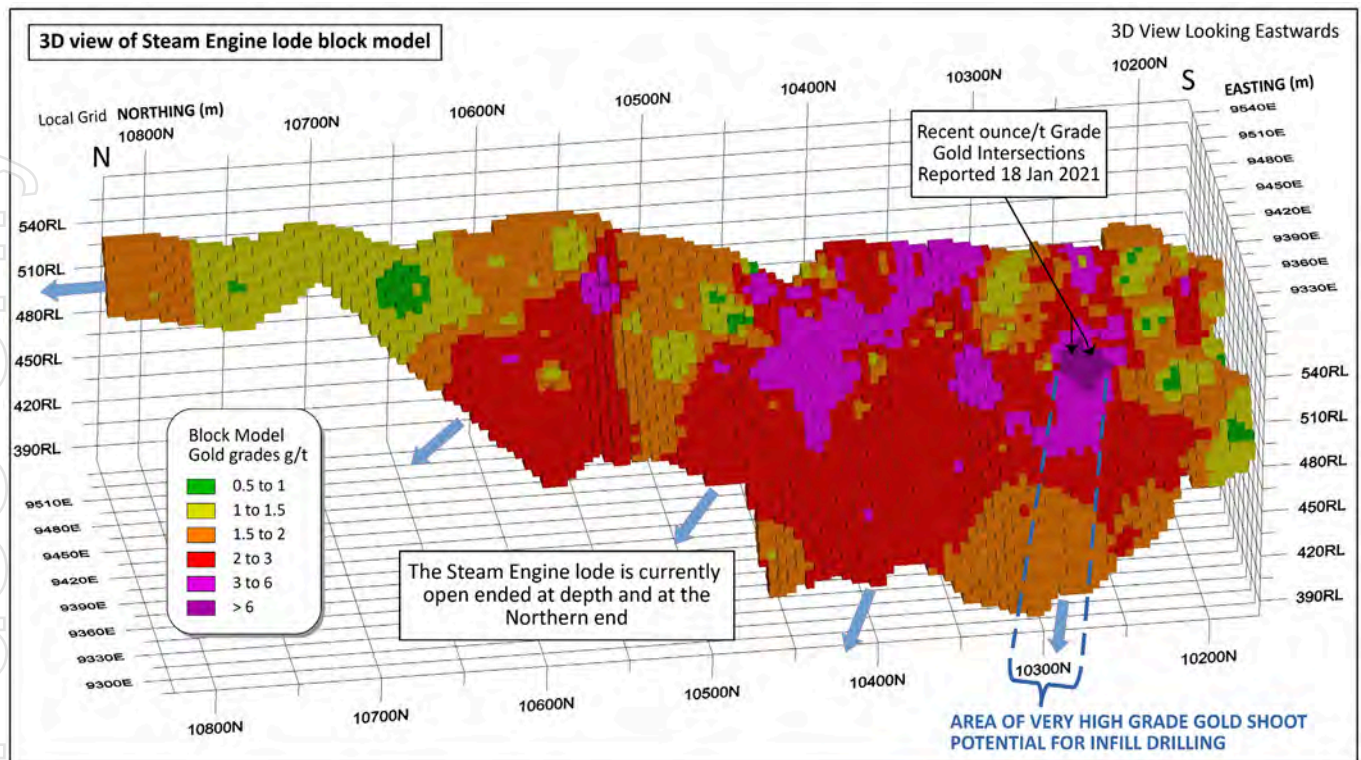 3D view of Steam Engine lode block model
3D View Looking Eastwards
Local Grid NORTHING (m)
10800N
10700N
10600N
10500N
10400N
10300N
10200N
N
S
EASTING (m)
9540E
9510E
9480E
9450E
9420E
9390E
9360E
9330E
Recent ounce/t Grade
Gold Intersections
Reported 18 Jan 2021
540RL
510RL
480RL
450RL
420RL
390RL
540RL
510RL
480RL
450RL
420RL
390RL
9510E
9480E
9450E
9420E
9390E
9360E
9330E
9300E
Block Model
Gold grades g/t
0.5 to 1
1 to 1.5
1.5 to 2
2 to 3
3 to 6
> 6
The Steam Engine lode is currently
open ended at depth and at the
Northern end
10800N
10700N
10600N
10500N
10400N
10300N
10200N
AREA OF VERY HIGH GRADE GOLD SHOOT
POTENTIAL FOR INFILL DRILLING